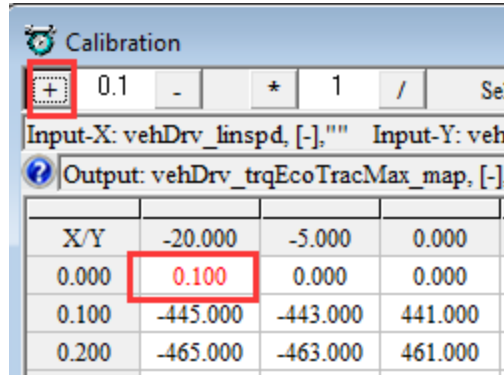 Calibration
+ 0.1 - * 1 / Se
Input-X: vehDrv_linspd, [-],"" Input-Y: veh
Output: vehDrv_trqEcoTracMax_map, [-]
X/Y -20.000 -5.000 0.000
0.000 0.100 0.000 0.000
0.100 -445.000 -443.000 441.000
0.200 -465.000 -463.000 461.000